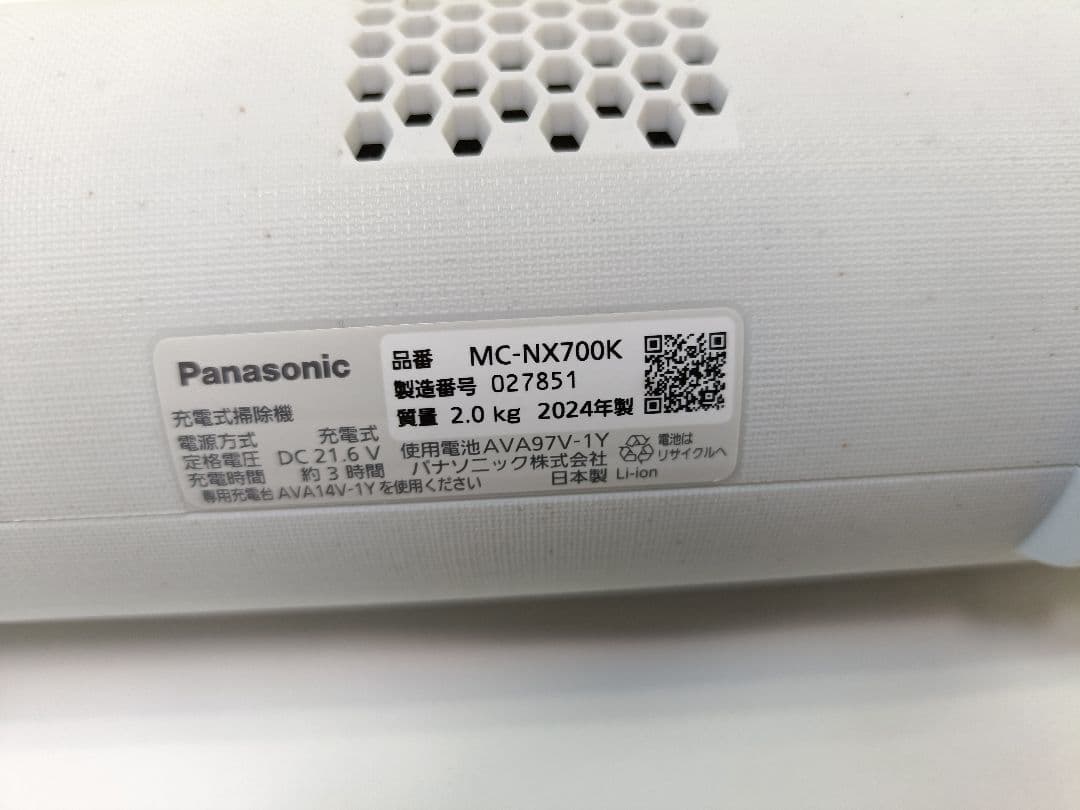 Panasonic
充電式掃除機
電源方式 充電式
定格電圧 DC 21.6 V
充電時間 約 3 時間
専用充電台 AVA14V-1Yを使用ください
品番 MC-NX700K
製造番号 027851
質量 2.0 kg 2024年製
使用電池 AVA97V-1Y
パナソニック株式会社
日本製
電池は
リサイクルへ
Li-ion